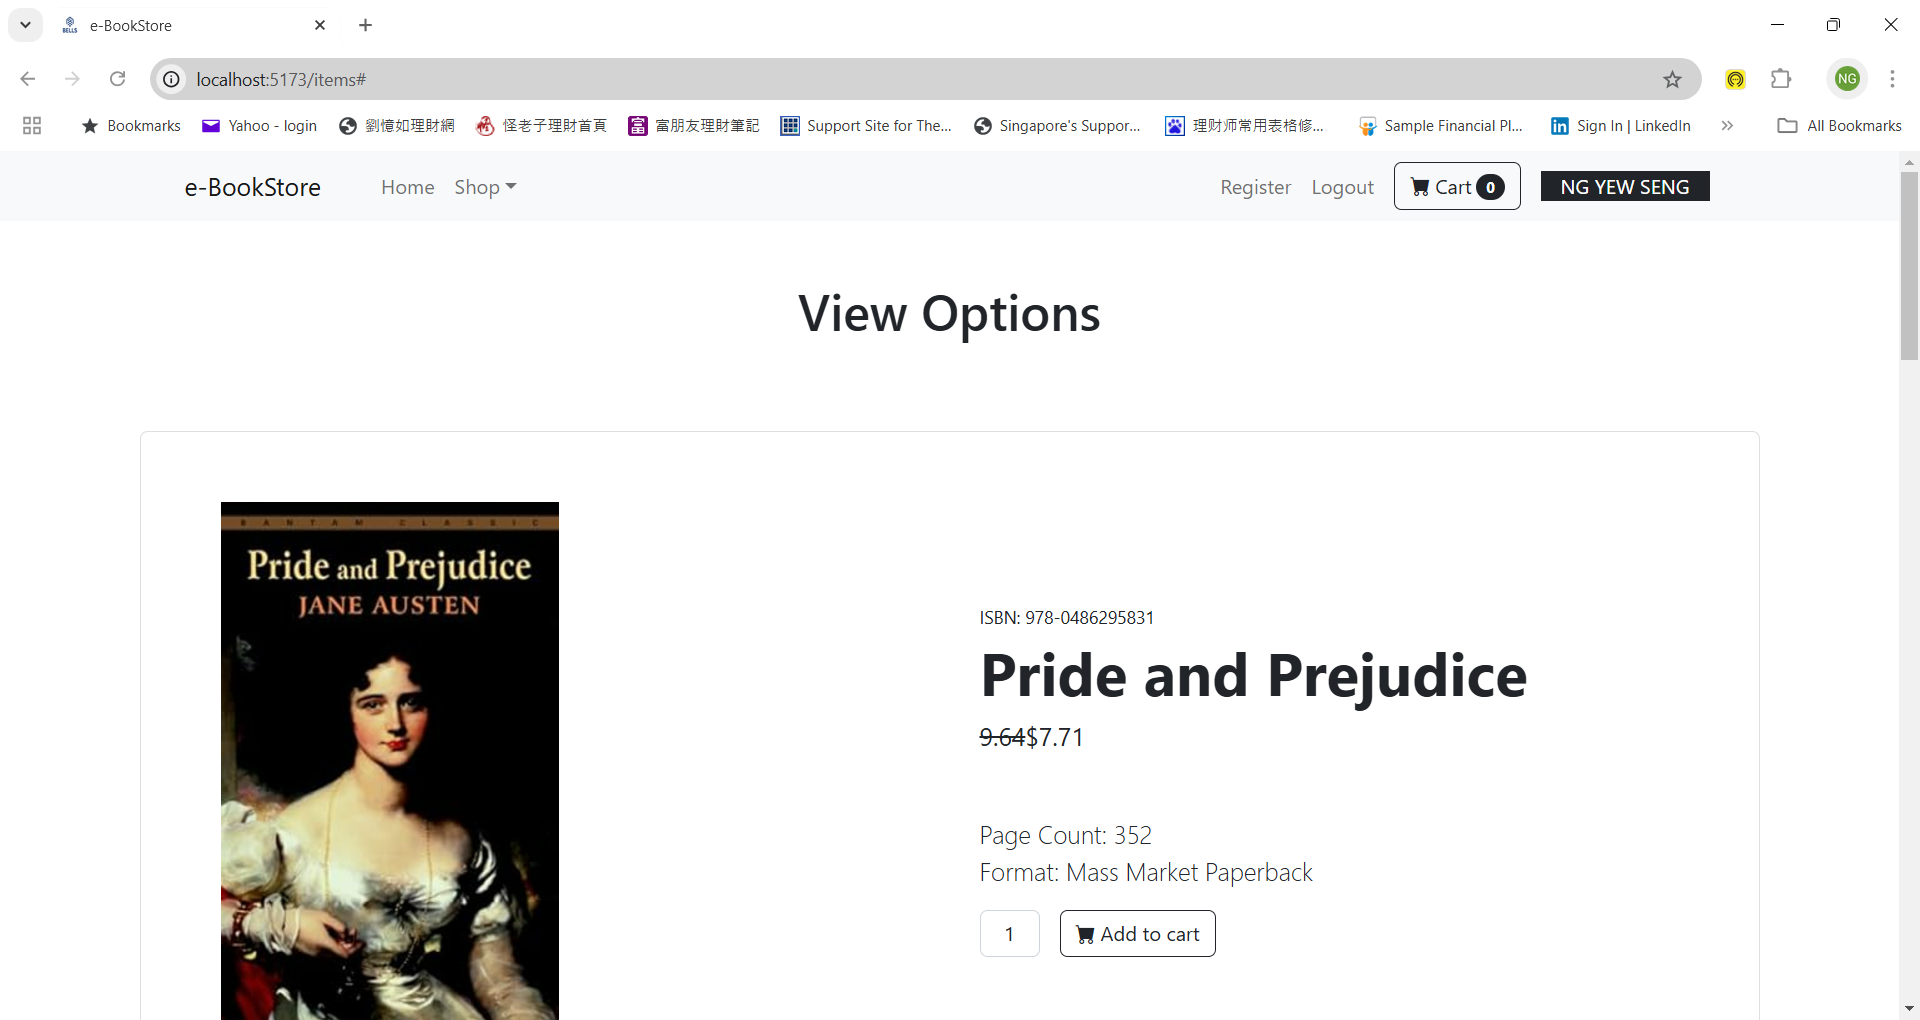 e-BookStore
localhost:5173/items#
NG
Bookmarks
Yahoo - login
劉憶如理財網
怪老子理財首頁
富朋友理財筆記
Support Site for The...
Singapore's Suppor...
理财师常用表格修...
Sample Financial Pl...
Sign In | LinkedIn
All Bookmarks
e-BookStore
Home
Shop
Register
Logout
Cart 0
NG YEW SENG
View Options
BANTAM CLASSIC
Pride and Prejudice
JANE AUSTEN
ISBN: 978-0486295831
Pride and Prejudice
9.64$7.71
Page Count: 352
Format: Mass Market Paperback
1
Add to cart